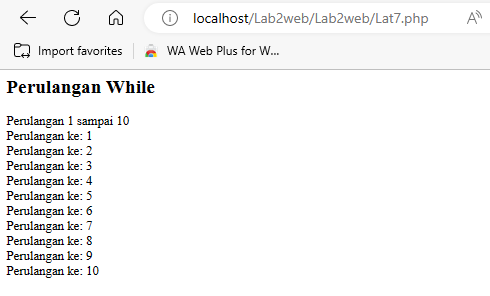 localhost/Lab2web/Lab2web/Lat7.php
Import favorites
WA Web Plus for W...
Perulangan While
Perulangan 1 sampai 10
Perulangan ke: 1
Perulangan ke: 2
Perulangan ke: 3
Perulangan ke: 4
Perulangan ke: 5
Perulangan ke: 6
Perulangan ke: 7
Perulangan ke: 8
Perulangan ke: 9
Perulangan ke: 10